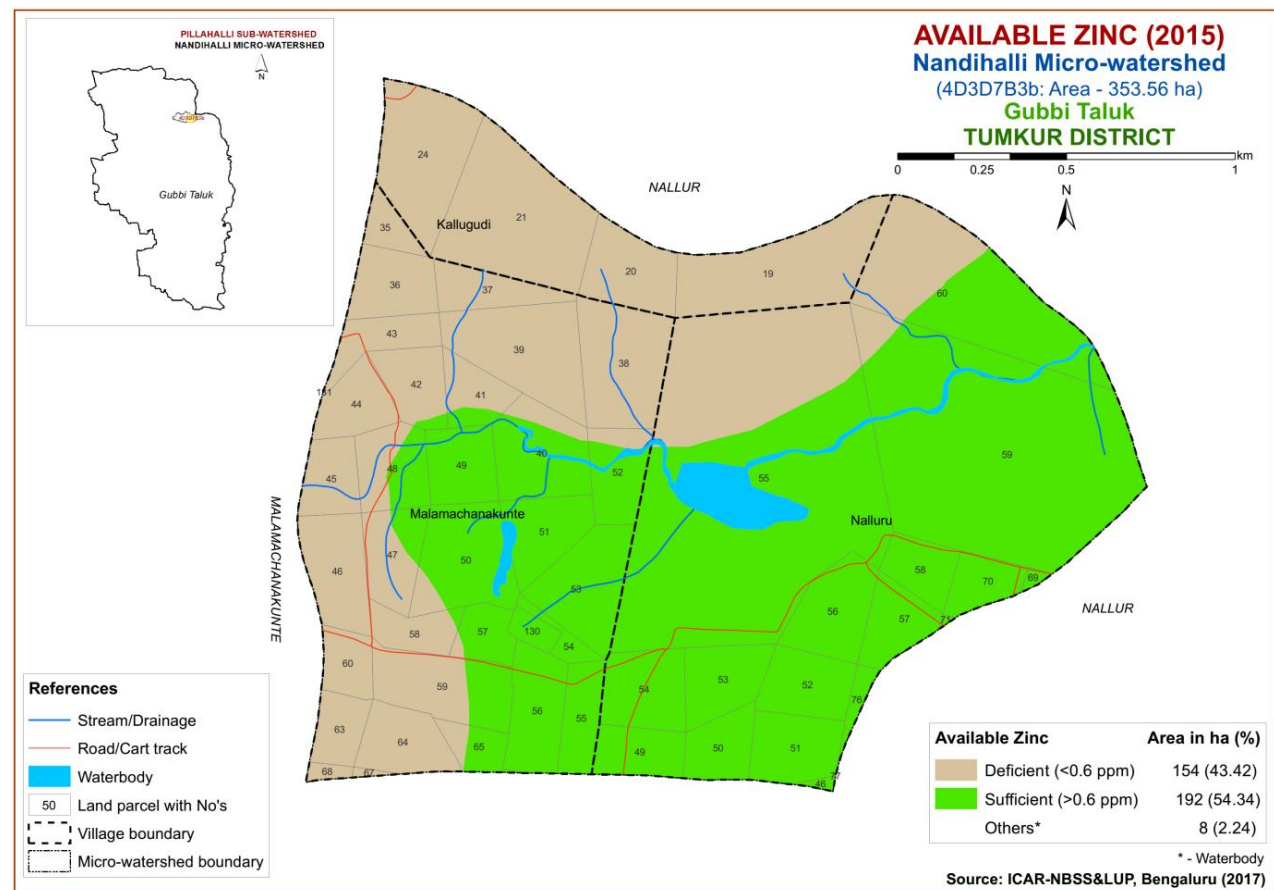 PILLAHALLI SUB-WATERSHED
NANDIHALLI MICRO-WATERSHED
N
4D3D7B3b
Gubbi Taluk
AVAILABLE ZINC (2015)
Nandihalli Micro-watershed
(4D3D7B3b: Area - 353.56 ha)
Gubbi Taluk
TUMKUR DISTRICT
km
0 0.25 0.5 1
N
NALLUR
24
21
35
Kallugudi
20
19
36
37
60
43
39
38
42
41
131
44
40
48
49
52
45
55
59
Malamachanakunte
Nalluru
51
50
47
46
53
58
70
69
56
57
71
58
57
130
54
NALLUR
MALAMACHANAKUNTE
60
59
54
53
52
76
56
55
63
64
65
49
50
51
68
67
77
46
References
Stream/Drainage
Road/Cart track
Waterbody
50 Land parcel with No's
Village boundary
Micro-watershed boundary
Available Zinc Area in ha (%)
Deficient (<0.6 ppm) 154 (43.42)
Sufficient (>0.6 ppm) 192 (54.34)
Others* 8 (2.24)
* - Waterbody
Source: ICAR-NBSS&LUP, Bengaluru (2017)